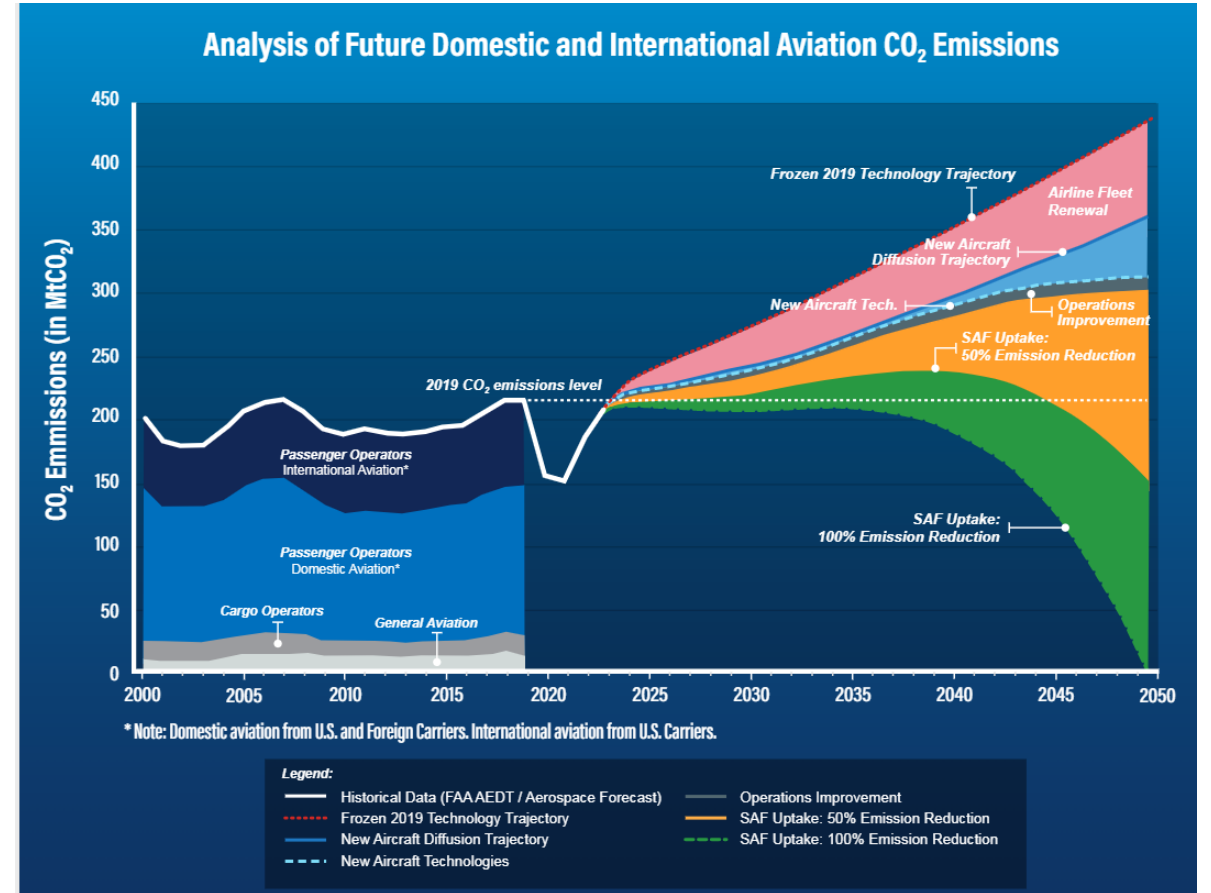 Analysis of Future Domestic and International Aviation CO₂ Emissions
CO₂ Emmissions (in MtCO₂)
450
400
350
300
250
200
150
100
50
0
Frozen 2019 Technology Trajectory
Airline Fleet
Renewal
New Aircraft
Diffusion Trajectory
New Aircraft Tech.
Operations
Improvement
SAF Uptake:
50% Emission Reduction
2019 CO₂ emissions level
Passenger Operators
International Aviation*
SAF Uptake:
100% Emission Reduction
Passenger Operators
Domestic Aviation*
Cargo Operators
General Aviation
2000 2005 2010 2015 2020 2025 2030 2035 2040 2045 2050
* Note: Domestic aviation from U.S. and Foreign Carriers. International aviation from U.S. Carriers.
Legend:
Historical Data (FAA AEDT / Aerospace Forecast)
Frozen 2019 Technology Trajectory
New Aircraft Diffusion Trajectory
New Aircraft Technologies
Operations Improvement
SAF Uptake: 50% Emission Reduction
SAF Uptake: 100% Emission Reduction